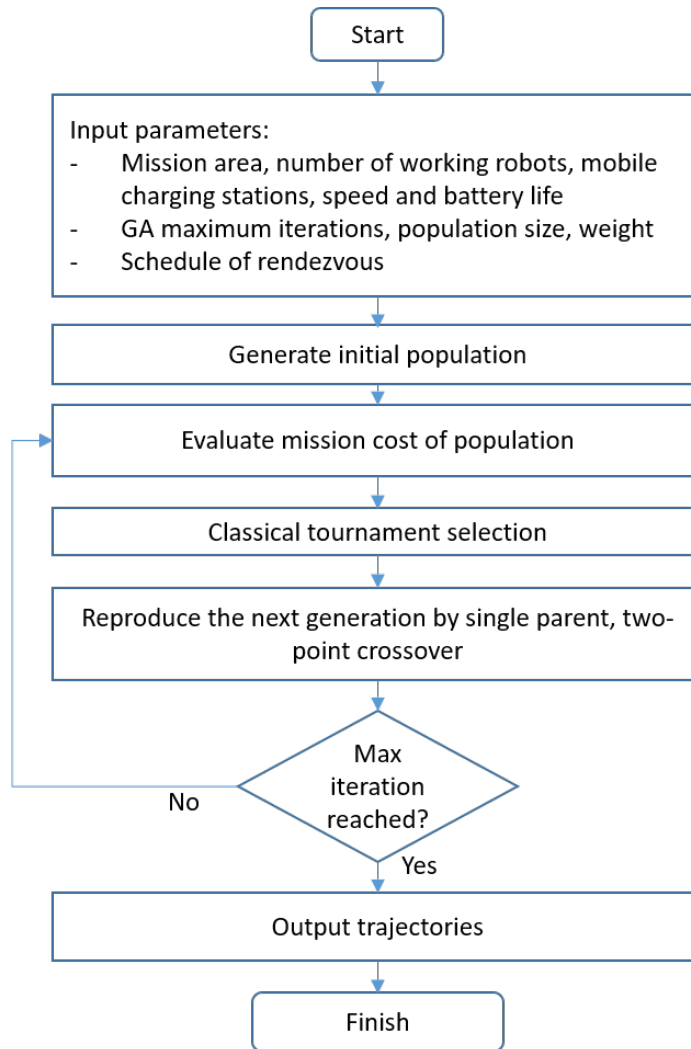 Start
Input parameters:
- Mission area, number of working robots, mobile
charging stations, speed and battery life
- GA maximum iterations, population size, weight
- Schedule of rendezvous
Generate initial population
Evaluate mission cost of population
Classical tournament selection
Reproduce the next generation by single parent, two-
point crossover
Max
iteration
reached?
No
Yes
Output trajectories
Finish